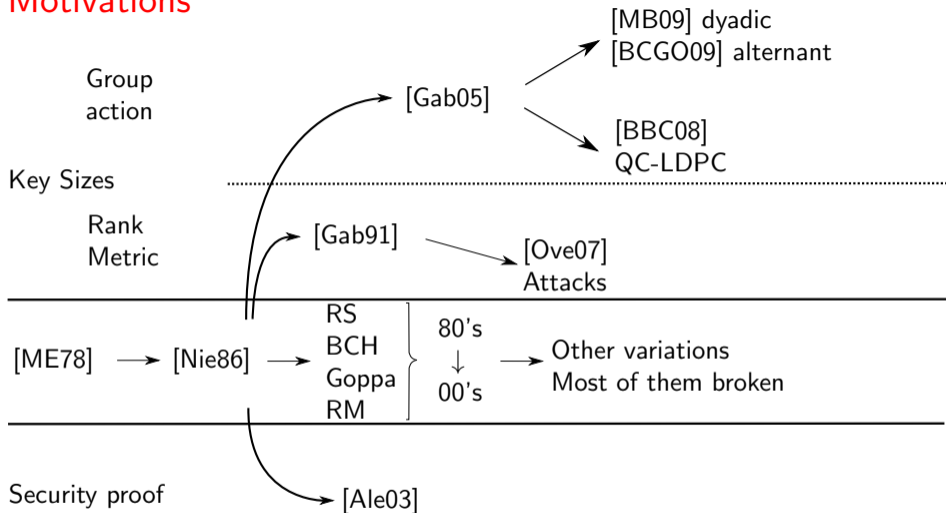 Motivations
[MB09] dyadic
[BCGO09] alternant
Group
action
[Gab05]
[BBC08]
QC-LDPC
Key Sizes
Rank
Metric
[Gab91]
[Ove07]
Attacks
[ME78]
[Nie86]
RS
BCH
Goppa
RM
80's
00's
Other variations
Most of them broken
Security proof
[Ale03]